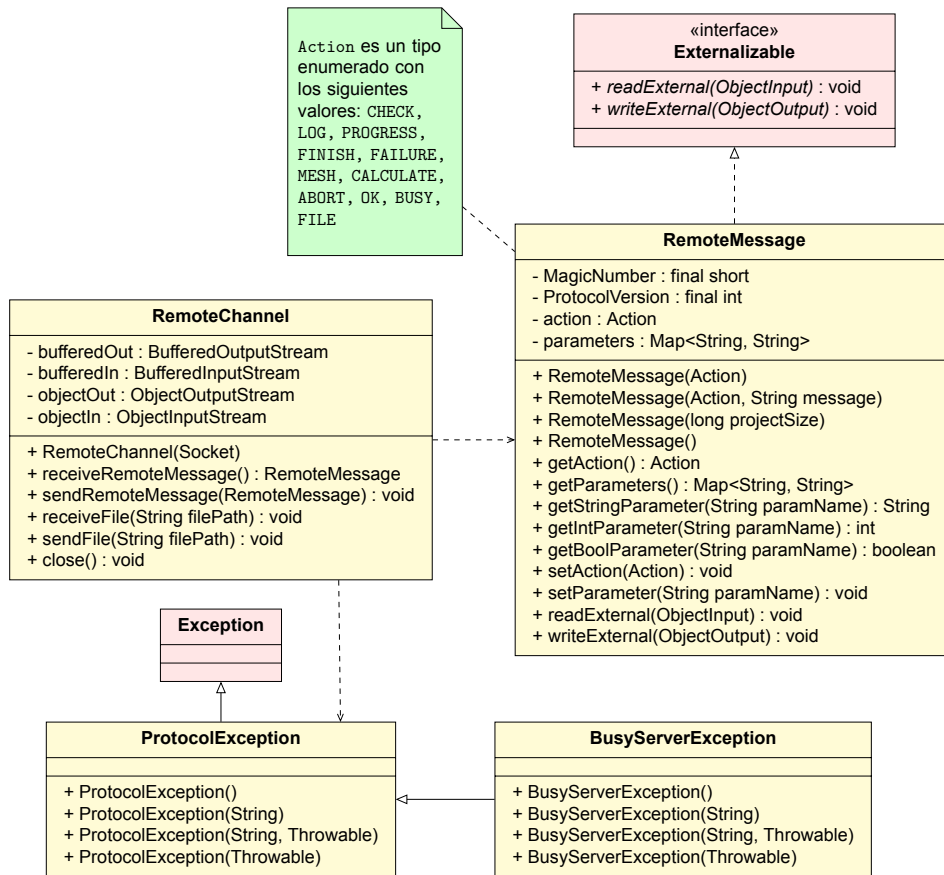 Action es un tipo
enumerado con
los siguientes
valores: CHECK,
LOG, PROGRESS,
FINISH, FAILURE,
MESH, CALCULATE,
ABORT, OK, BUSY,
FILE
«interface»
Externalizable
+ readExternal(ObjectInput) : void
+ writeExternal(ObjectOutput) : void
RemoteMessage
- MagicNumber : final short
- ProtocolVersion : final int
- action : Action
- parameters : Map<String, String>
+ RemoteMessage(Action)
+ RemoteMessage(Action, String message)
+ RemoteMessage(long projectSize)
+ RemoteMessage()
+ getAction() : Action
+ getParameters() : Map<String, String>
+ getStringParameter(String paramName) : String
+ getIntParameter(String paramName) : int
+ getBoolParameter(String paramName) : boolean
+ setAction(Action) : void
+ setParameter(String paramName) : void
+ readExternal(ObjectInput) : void
+ writeExternal(ObjectOutput) : void
RemoteChannel
- bufferedOut : BufferedOutputStream
- bufferedIn : BufferedInputStream
- objectOut : ObjectOutputStream
- objectIn : ObjectInputStream
+ RemoteChannel(Socket)
+ receiveRemoteMessage() : RemoteMessage
+ sendRemoteMessage(RemoteMessage) : void
+ receiveFile(String filePath) : void
+ sendFile(String filePath) : void
+ close() : void
Exception
ProtocolException
+ ProtocolException()
+ ProtocolException(String)
+ ProtocolException(String, Throwable)
+ ProtocolException(Throwable)
BusyServerException
+ BusyServerException()
+ BusyServerException(String)
+ BusyServerException(String, Throwable)
+ BusyServerException(Throwable)